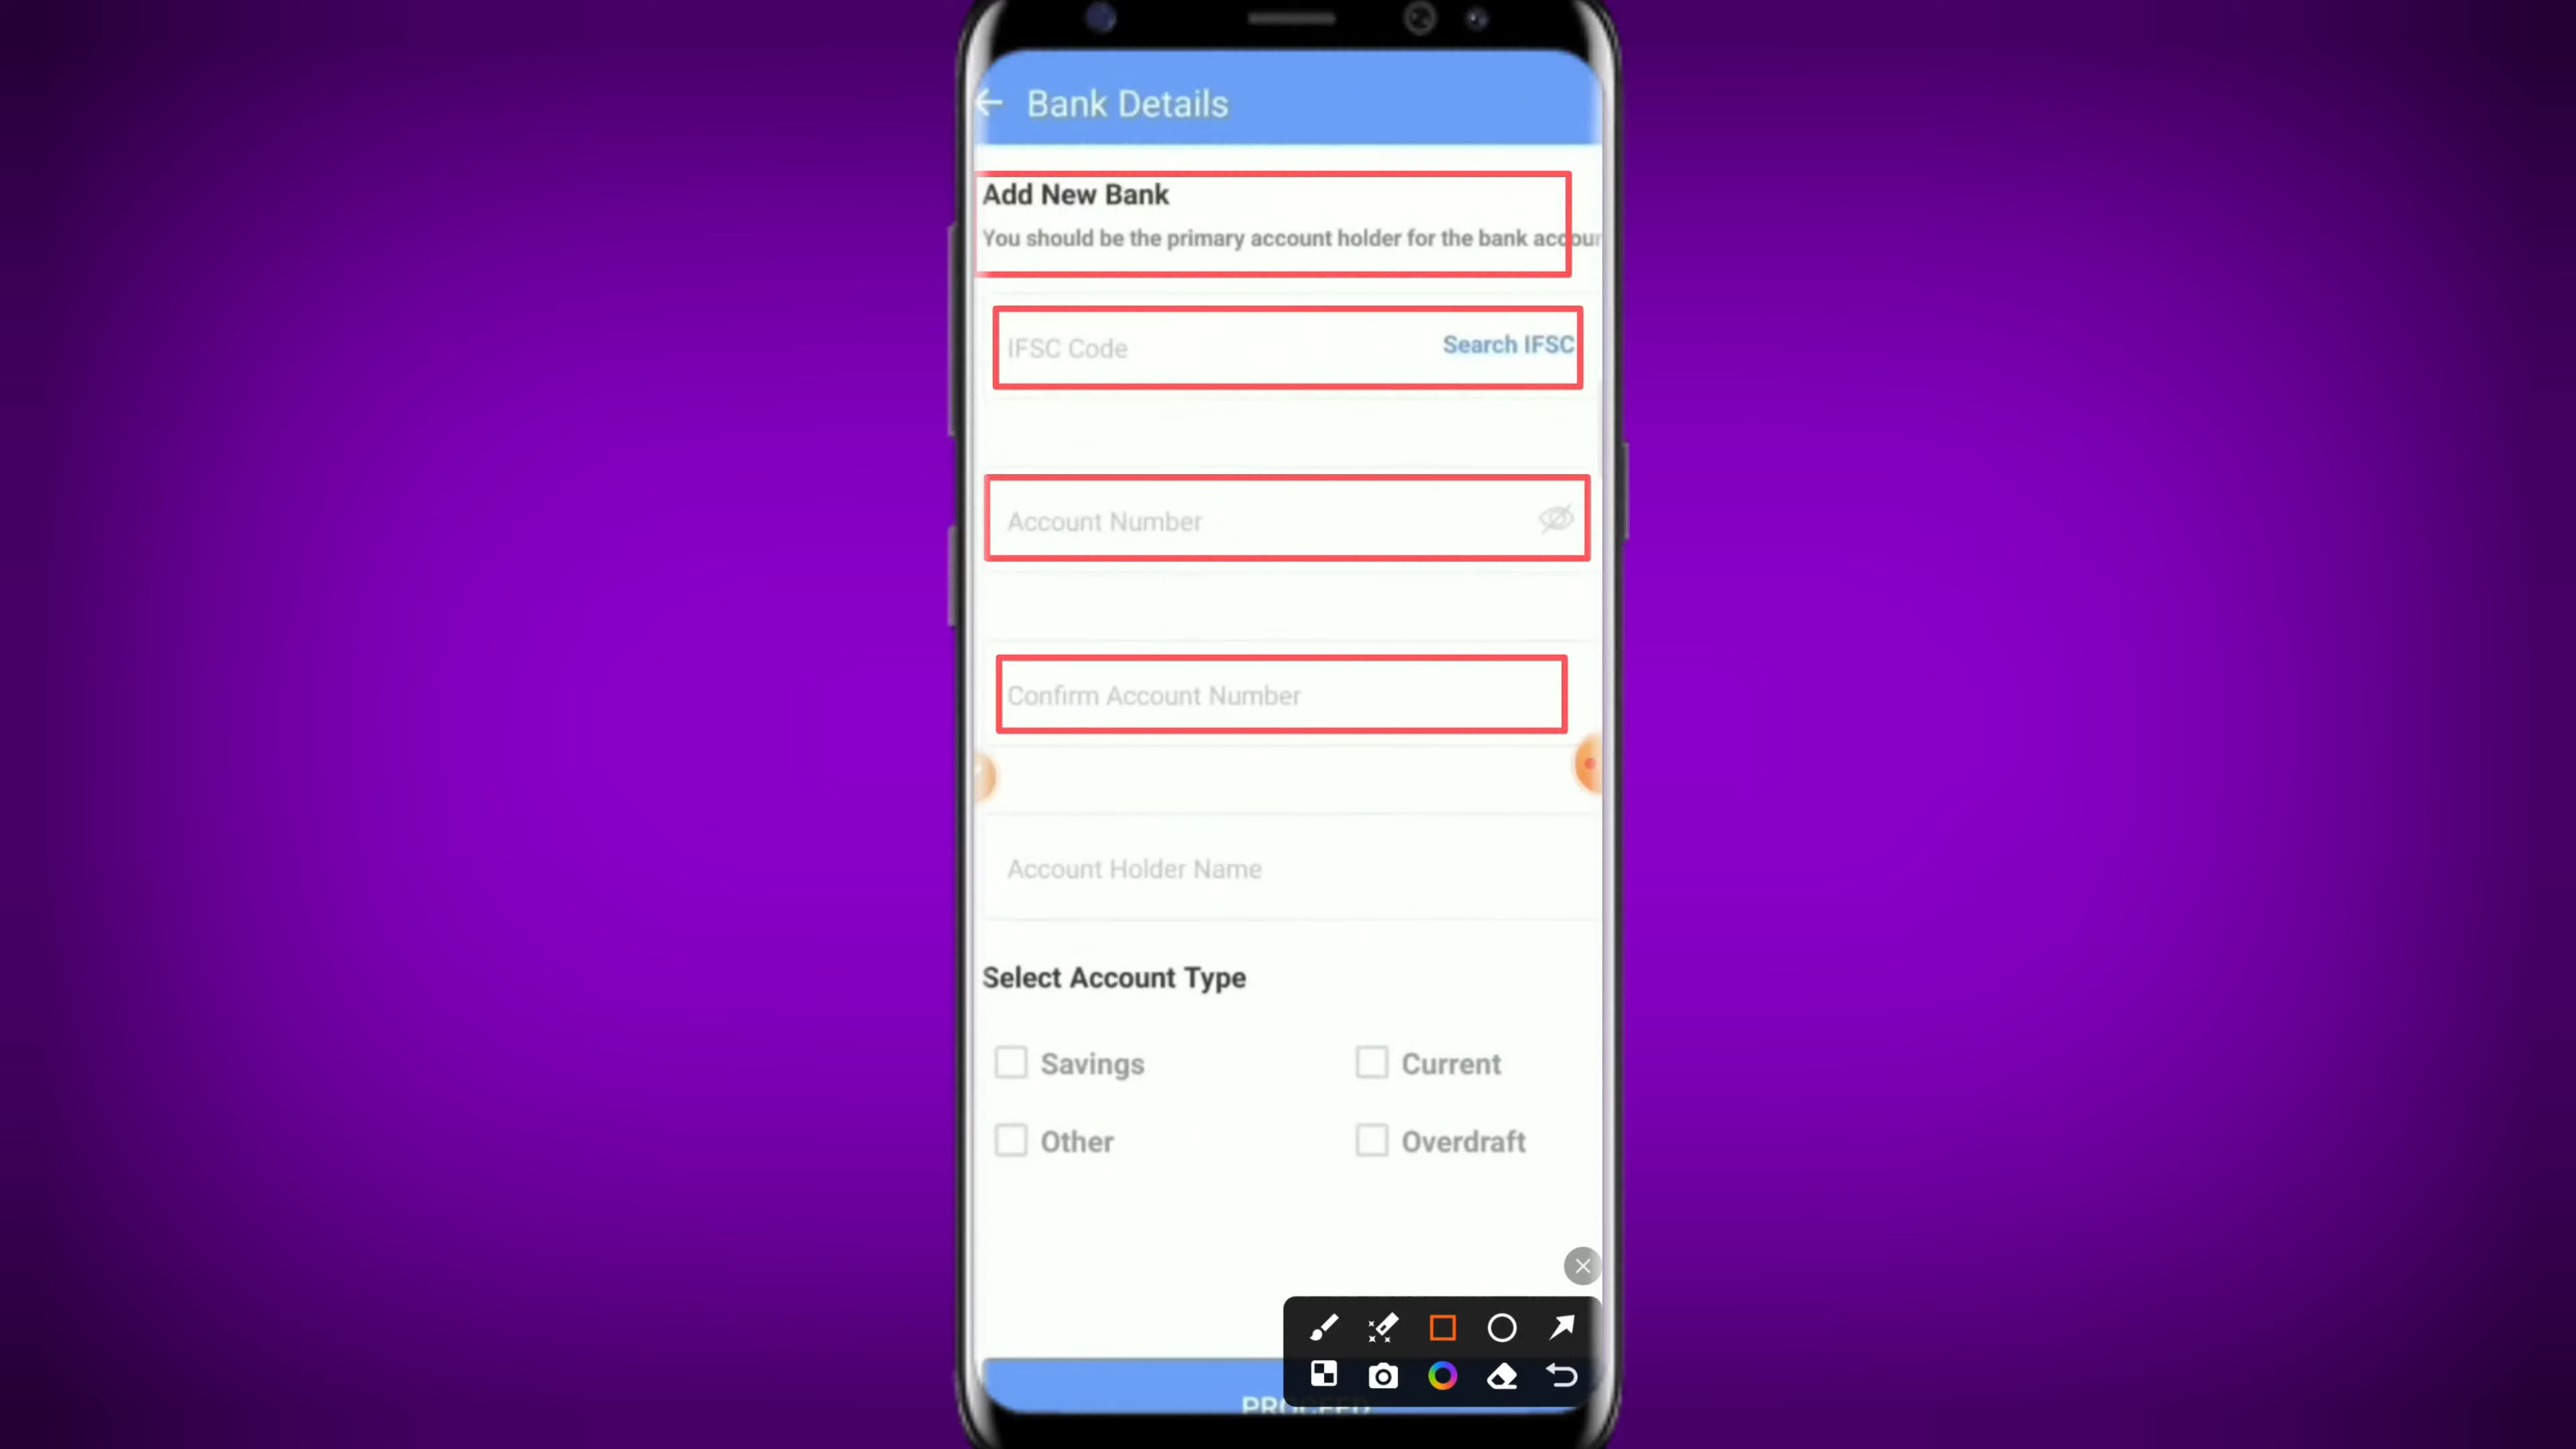 Bank Details
Add New Bank
You should be the primary account holder for the bank
IFSC Code
Search IFSC
Account Number
Confirm Account Number
Account Holder Name
Select Account Type
Savings
Current
Other
Overdraft
PROCEED